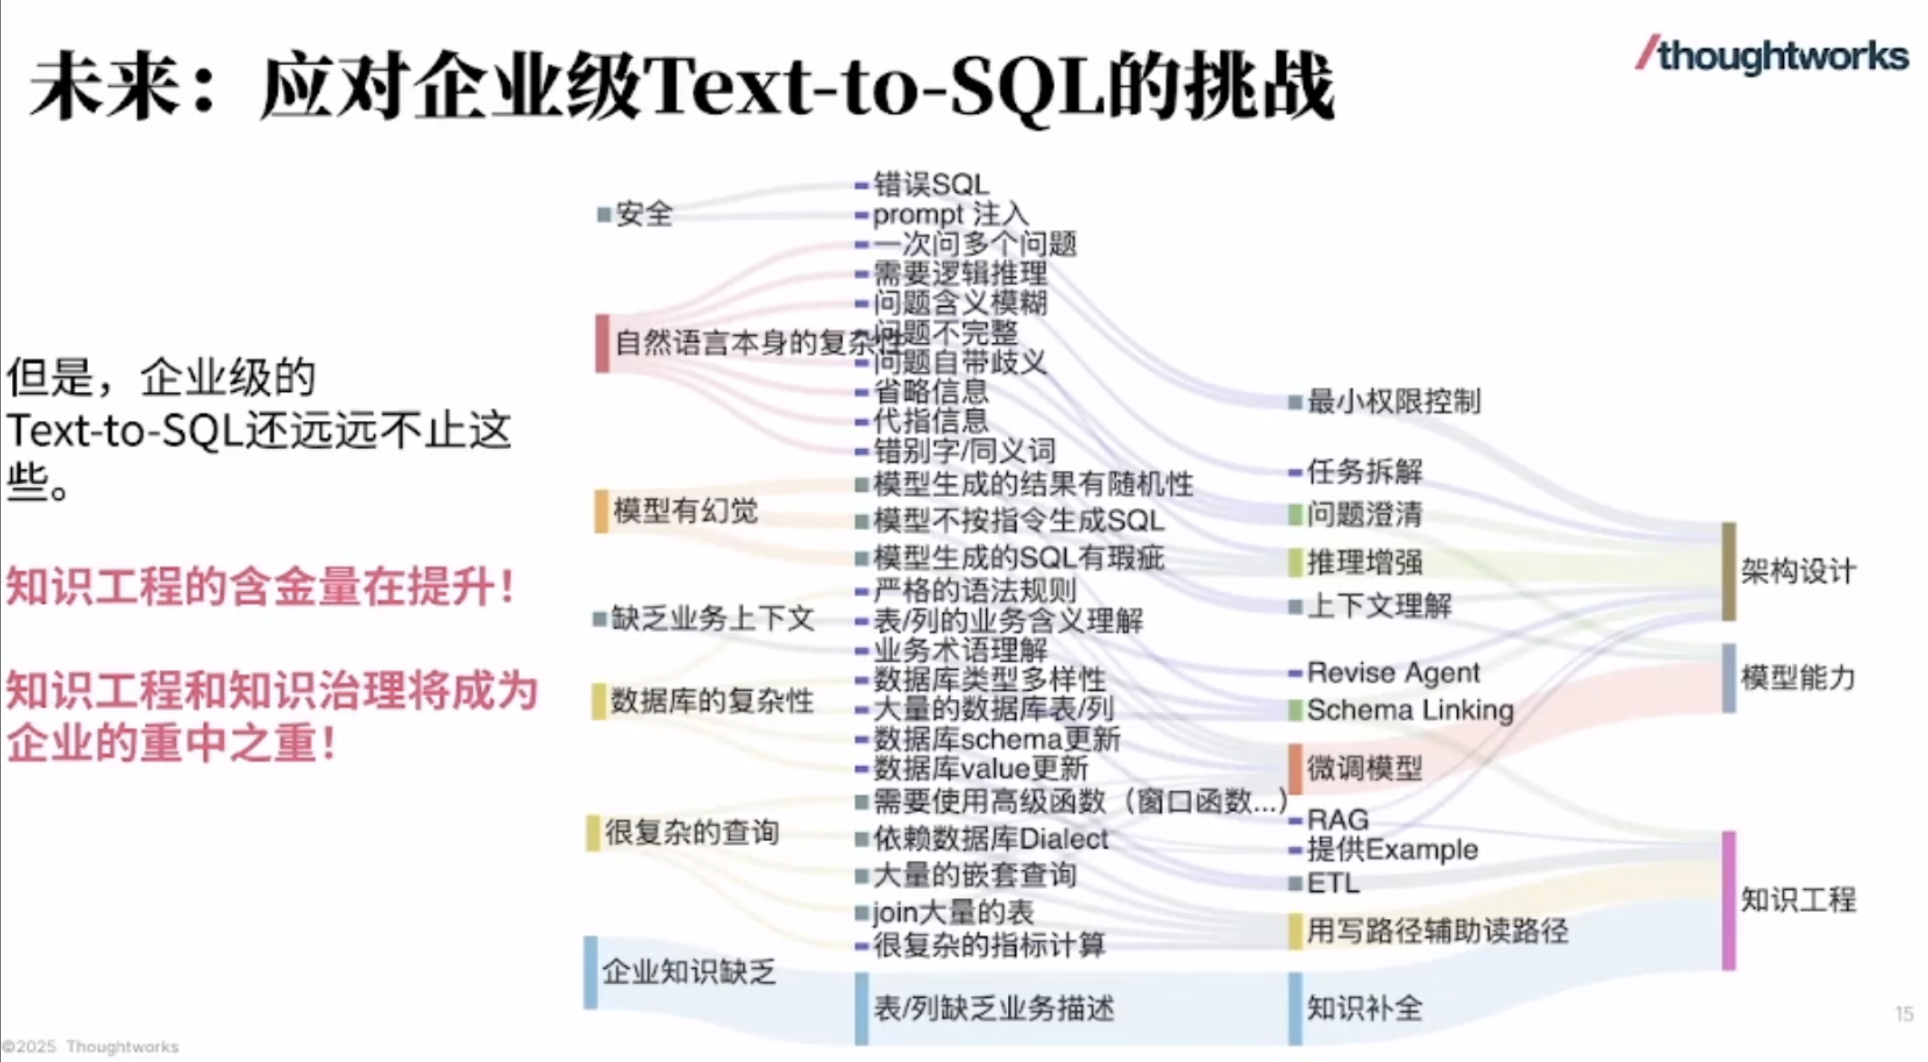 未来：应对企业级Text-to-SQL的挑战
/thoughtworks
但是，企业级的
Text-to-SQL还远远不止这
些。
知识工程的含金量在提升！
知识工程和知识治理将成为
企业的重中之重！
安全
自然语言本身的复杂性
模型有幻觉
缺乏业务上下文
数据库的复杂性
很复杂的查询
企业知识缺乏
错误SQL
prompt 注入
一次问多个问题
需要逻辑推理
问题含义模糊
问题不完整
问题自带歧义
省略信息
代指信息
错别字/同义词
模型生成的结果有随机性
模型不按指令生成SQL
模型生成的SQL有瑕疵
严格的语法规则
表/列的业务含义理解
业务术语理解
数据库类型多样性
大量的数据库表/列
数据库schema更新
数据库value更新
需要使用高级函数（窗口函数...）
依赖数据库Dialect
大量的嵌套查询
join大量的表
很复杂的指标计算
表/列缺乏业务描述
最小权限控制
任务拆解
问题澄清
推理增强
上下文理解
Revise Agent
Schema Linking
微调模型
RAG
提供Example
ETL
用写路径辅助读路径
知识补全
架构设计
模型能力
知识工程
15
©2025 Thoughtworks